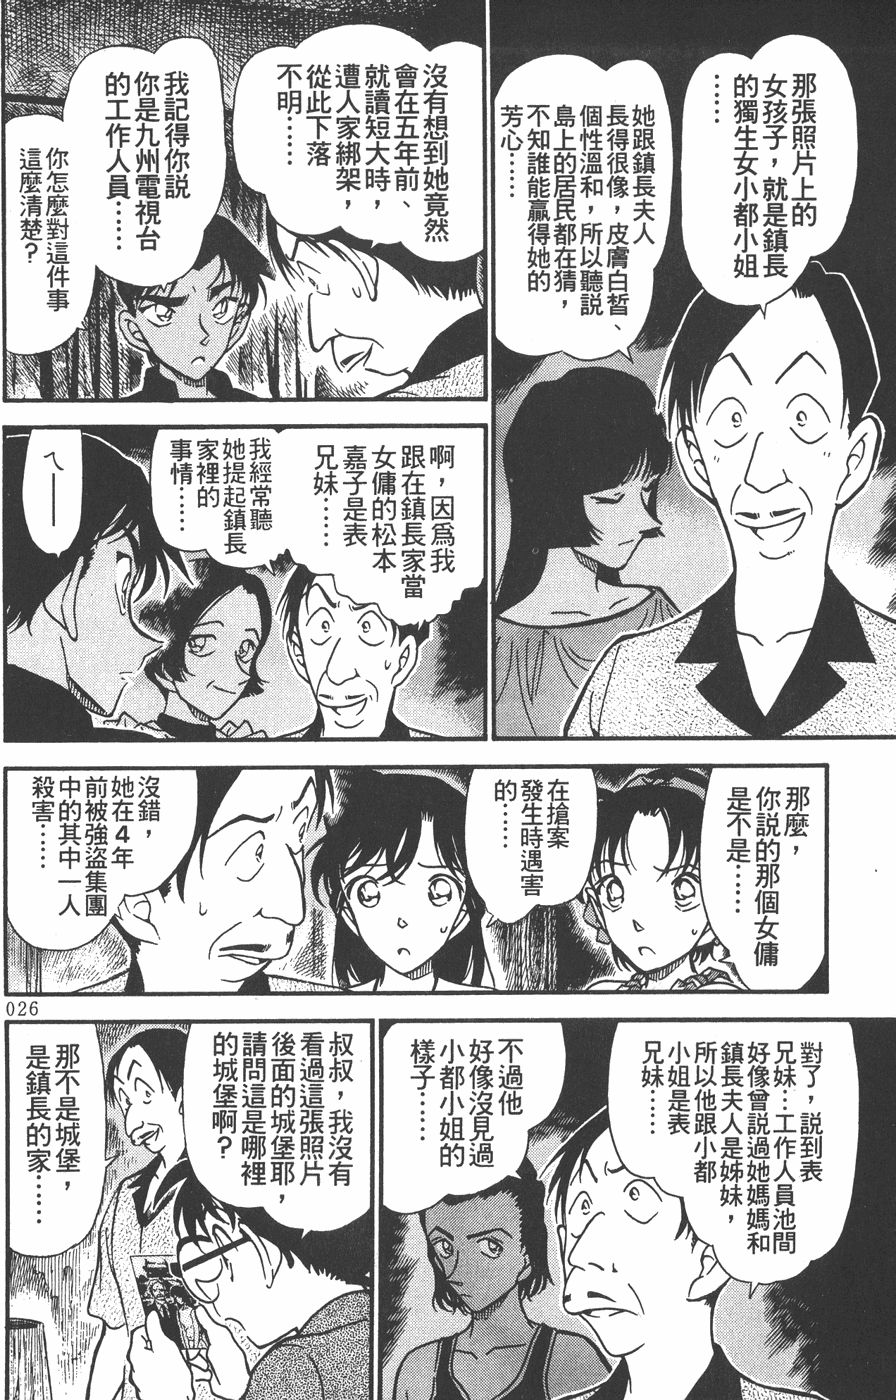 那張照片上的
女孩子，就是鎮長
的獨生女小都小姐
……
她跟鎮長夫人
長得很像，皮膚白皙、
個性溫和，所以聽說
島上的居民都在猜，
不知誰能贏得她的
芳心……
沒有想到她竟然
會在五年前、
就讀短大時，
遭人家綁架，
從此下落
不明……
我記得你說
你是九州電視台
的工作人員……
你怎麼對這件事
這麼清楚？
啊，因為我
跟在鎮長家當
女傭的松本
嘉子是表
兄妹……
我經常聽
她提起鎮長
家裡的
事情……
ㄟ——
那麼，
你說的那個女傭
是不是……
在搶案
發生時遇害
的……
沒錯，
她在4年
前被強盜集團
中的其中一人
殺害……
026
對了，說到表
兄妹…工作人員池間
好像曾說過她媽媽和
鎮長夫人是姊妹，
所以他跟小都
小姐是表
兄妹……
不過他
好像沒見過
小都小姐的
樣子……
叔叔，我沒有
看過這張照片
後面的城堡耶，
請問這是哪裡
的城堡啊？
那不是城堡，
是鎮長的家……